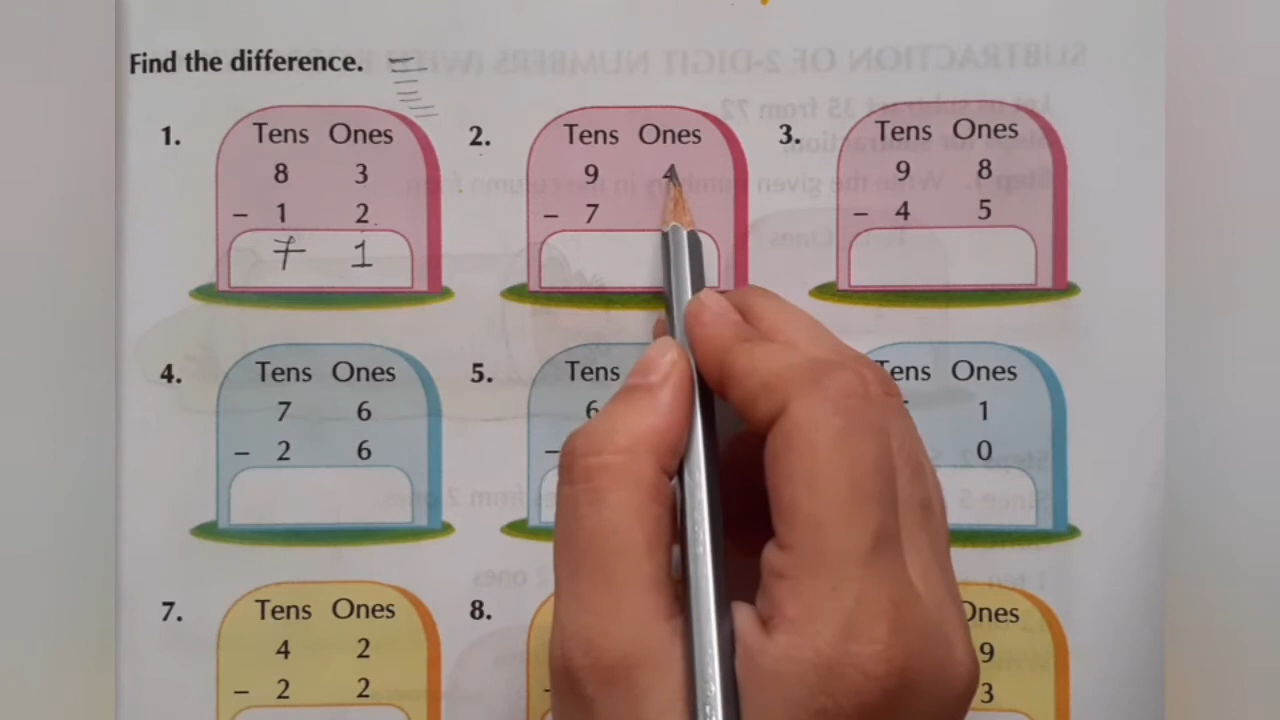 Find the difference.
1. Tens Ones
8 3
- 1 2
7 1
2. Tens Ones
9 4
- 7
3. Tens Ones
9 8
- 4 5
4. Tens Ones
7 6
- 2 6
5. Tens
6
-
Tens Ones
1
0
7. Tens Ones
4 2
- 2 2
8.
-
Ones
9
3